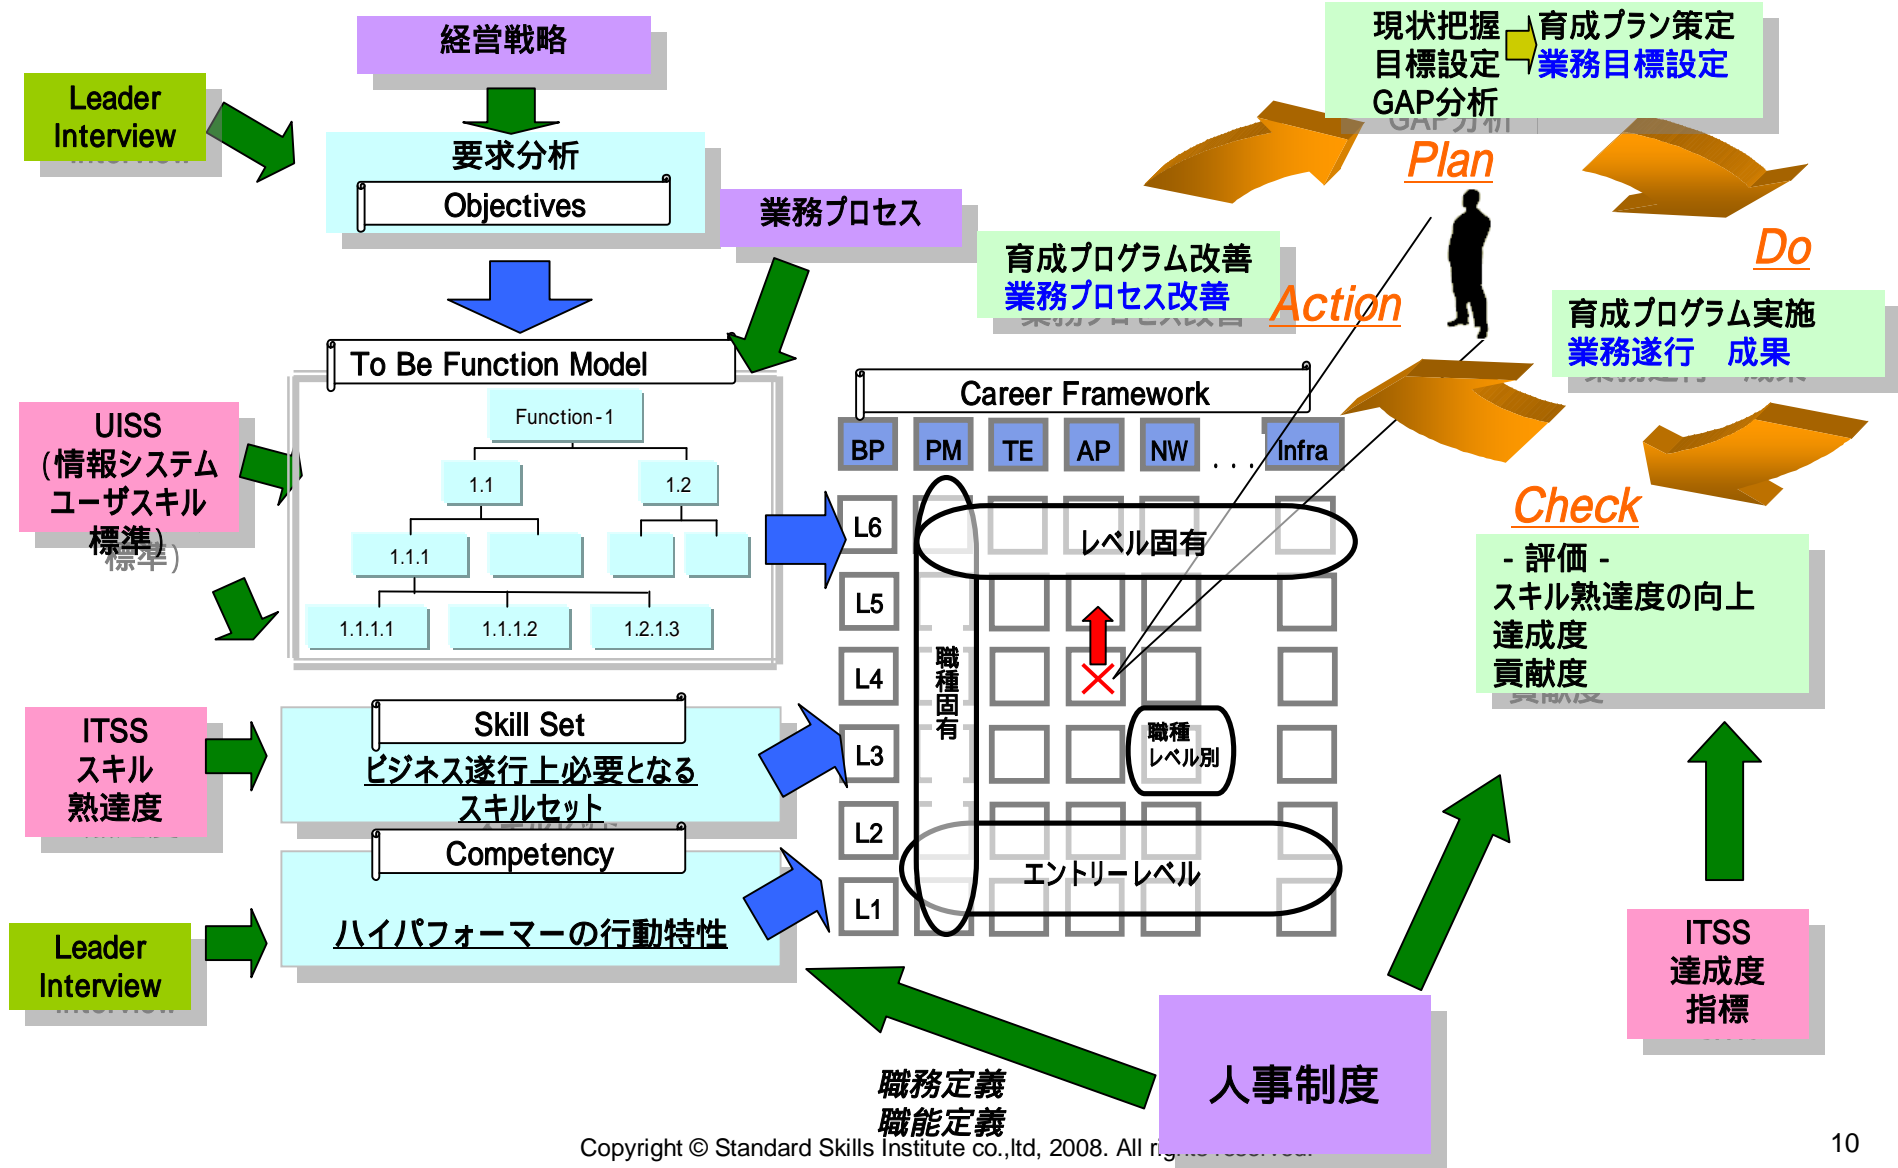 経営戦略
Leader
Interview
要求分析
Objectives
業務プロセス
現状把握
目標設定
GAP分析
育成プラン策定
業務目標設定
Plan
Do
育成プログラム改善
業務プロセス改善
Action
育成プログラム実施
業務遂行　成果
Check
- 評価 -
スキル熟達度の向上
達成度
貢献度
To Be Function Model
Function-1
1.1
1.2
1.1.1
1.1.1.1
1.1.1.2
1.2.1.3
UISS
(情報システム
ユーザスキル
標準)
Career Framework
BP
PM
TE
AP
NW
. . .
Infra
L6
L5
L4
L3
L2
L1
レベル固有
職種固有
職種
レベル別
エントリーレベル
ITSS
スキル
熟達度
Skill Set
ビジネス遂行上必要となる
スキルセット
Competency
ハイパフォーマーの行動特性
Leader
Interview
ITSS
達成度
指標
人事制度
職務定義
職能定義
Copyright © Standard Skills Institute co.,ltd, 2008. All rights reserved.
10